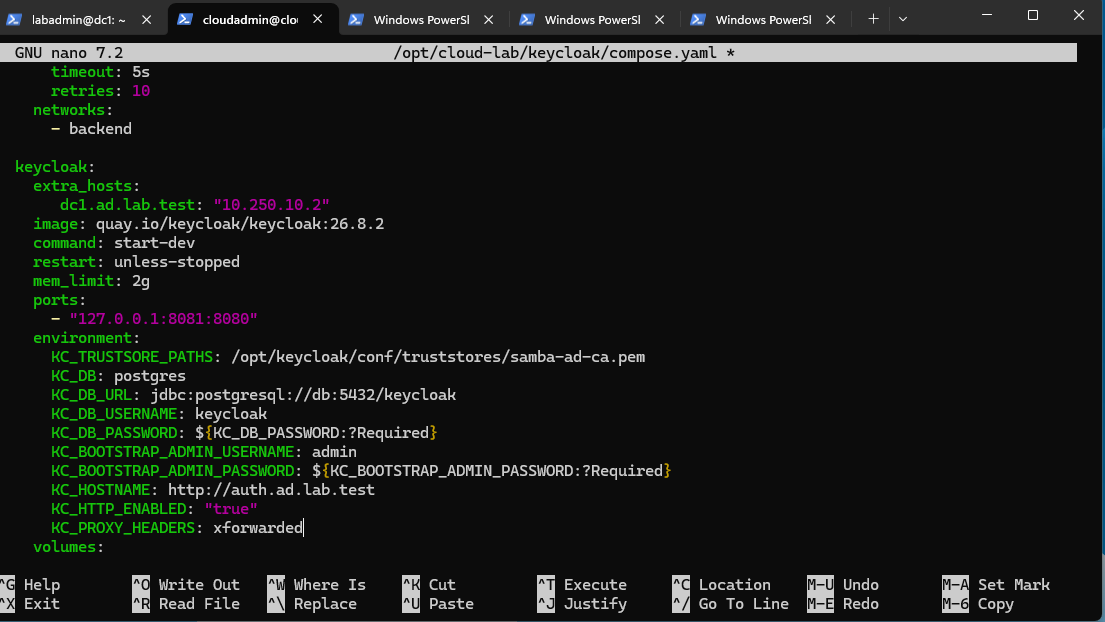 labadmin@dc1: ~ × cloudadmin@clo × Windows PowerSl × Windows PowerSl × Windows PowerSl ×
GNU nano 7.2 /opt/cloud-lab/keycloak/compose.yaml *
timeout: 5s
retries: 10
networks:
- backend
keycloak:
extra_hosts:
dc1.ad.lab.test: "10.250.10.2"
image: quay.io/keycloak/keycloak:26.8.2
command: start-dev
restart: unless-stopped
mem_limit: 2g
ports:
- "127.0.0.1:8081:8080"
environment:
KC_TRUSTSORE_PATHS: /opt/keycloak/conf/truststores/samba-ad-ca.pem
KC_DB: postgres
KC_DB_URL: jdbc:postgresql://db:5432/keycloak
KC_DB_USERNAME: keycloak
KC_DB_PASSWORD: ${KC_DB_PASSWORD:?Required}
KC_BOOTSTRAP_ADMIN_USERNAME: admin
KC_BOOTSTRAP_ADMIN_PASSWORD: ${KC_BOOTSTRAP_ADMIN_PASSWORD:?Required}
KC_HOSTNAME: http://auth.ad.lab.test
KC_HTTP_ENABLED: "true"
KC_PROXY_HEADERS: xforwarded
volumes:
^G Help ^O Write Out ^W Where Is ^K Cut ^T Execute ^C Location M-U Undo M-A Set Mark
^X Exit ^R Read File ^\ Replace ^U Paste ^J Justify ^/ Go To Line M-E Redo M-6 Copy